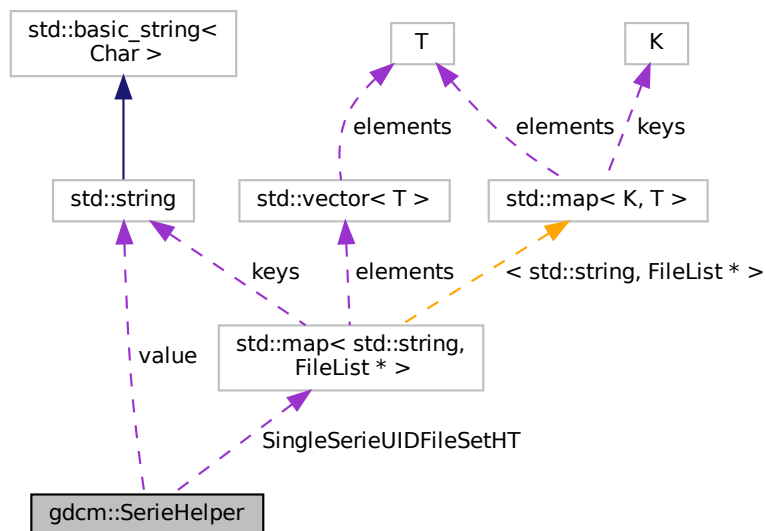 std::basic_string<
Char >
T
K
elements
elements
keys
std::string
std::vector< T >
std::map< K, T >
keys
elements
< std::string, FileList * >
value
std::map< std::string,
FileList * >
SingleSerieUIDFileSetHT
gdcm::SerieHelper